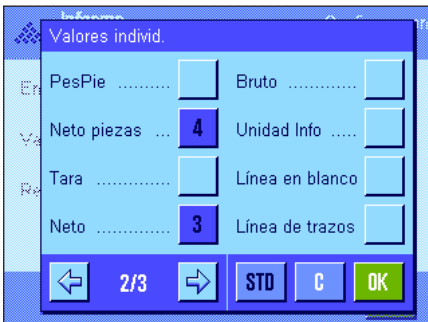 Informe
Valores individ.
PesPie .......... Bruto .............
Neto piezas ... 4 Unidad Info .....
Tara .............. Línea en blanco
Neto .............. 3 Línea de trazos
2/3 STD C OK